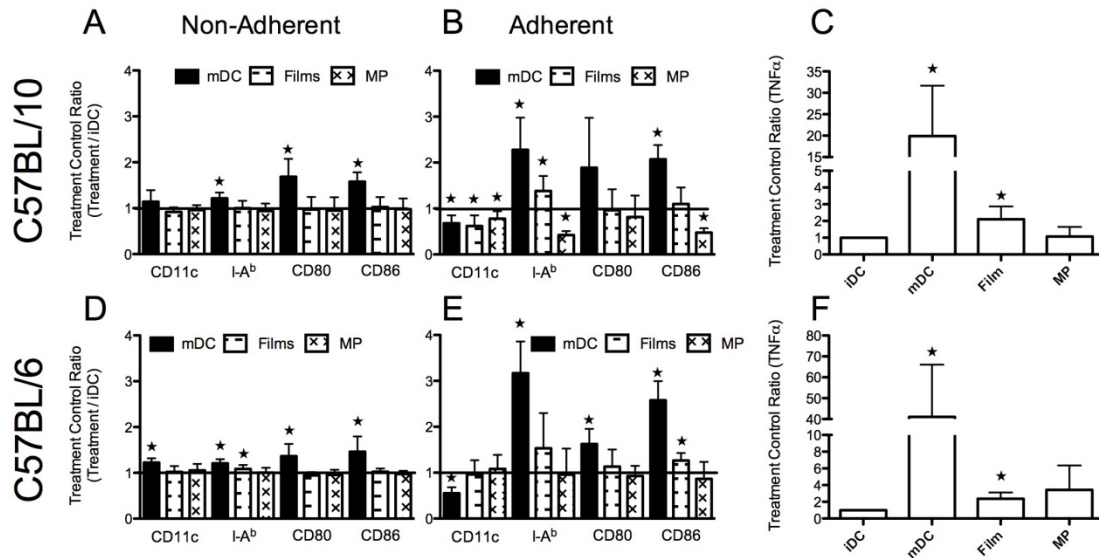 A
Non-Adherent
B
Adherent
C
C57BL/10
Treatment Control Ratio
(Treatment / iDC)
4
3
2
1
0
mDC
Films
MP
★
★
★
CD11c
I-Aᵇ
CD80
CD86
4
3
2
1
0
mDC
Films
MP
★
★
★
★
★
★
★
★
CD11c
I-Aᵇ
CD80
CD86
Treatment Control Ratio (TNFα)
35
30
25
20
15
5
4
3
2
1
0
★
★
iDC
mDC
Film
MP
D
E
F
C57BL/6
Treatment Control Ratio
(Treatment / iDC)
4
3
2
1
0
mDC
Films
MP
★
★
★
★
★
CD11c
I-Aᵇ
CD80
CD86
4
3
2
1
0
mDC
Films
MP
★
★
★
★
★
CD11c
I-Aᵇ
CD80
CD86
Treatment Control Ratio (TNFα)
80
70
60
50
40
8
6
4
2
0
★
★
iDC
mDC
Film
MP